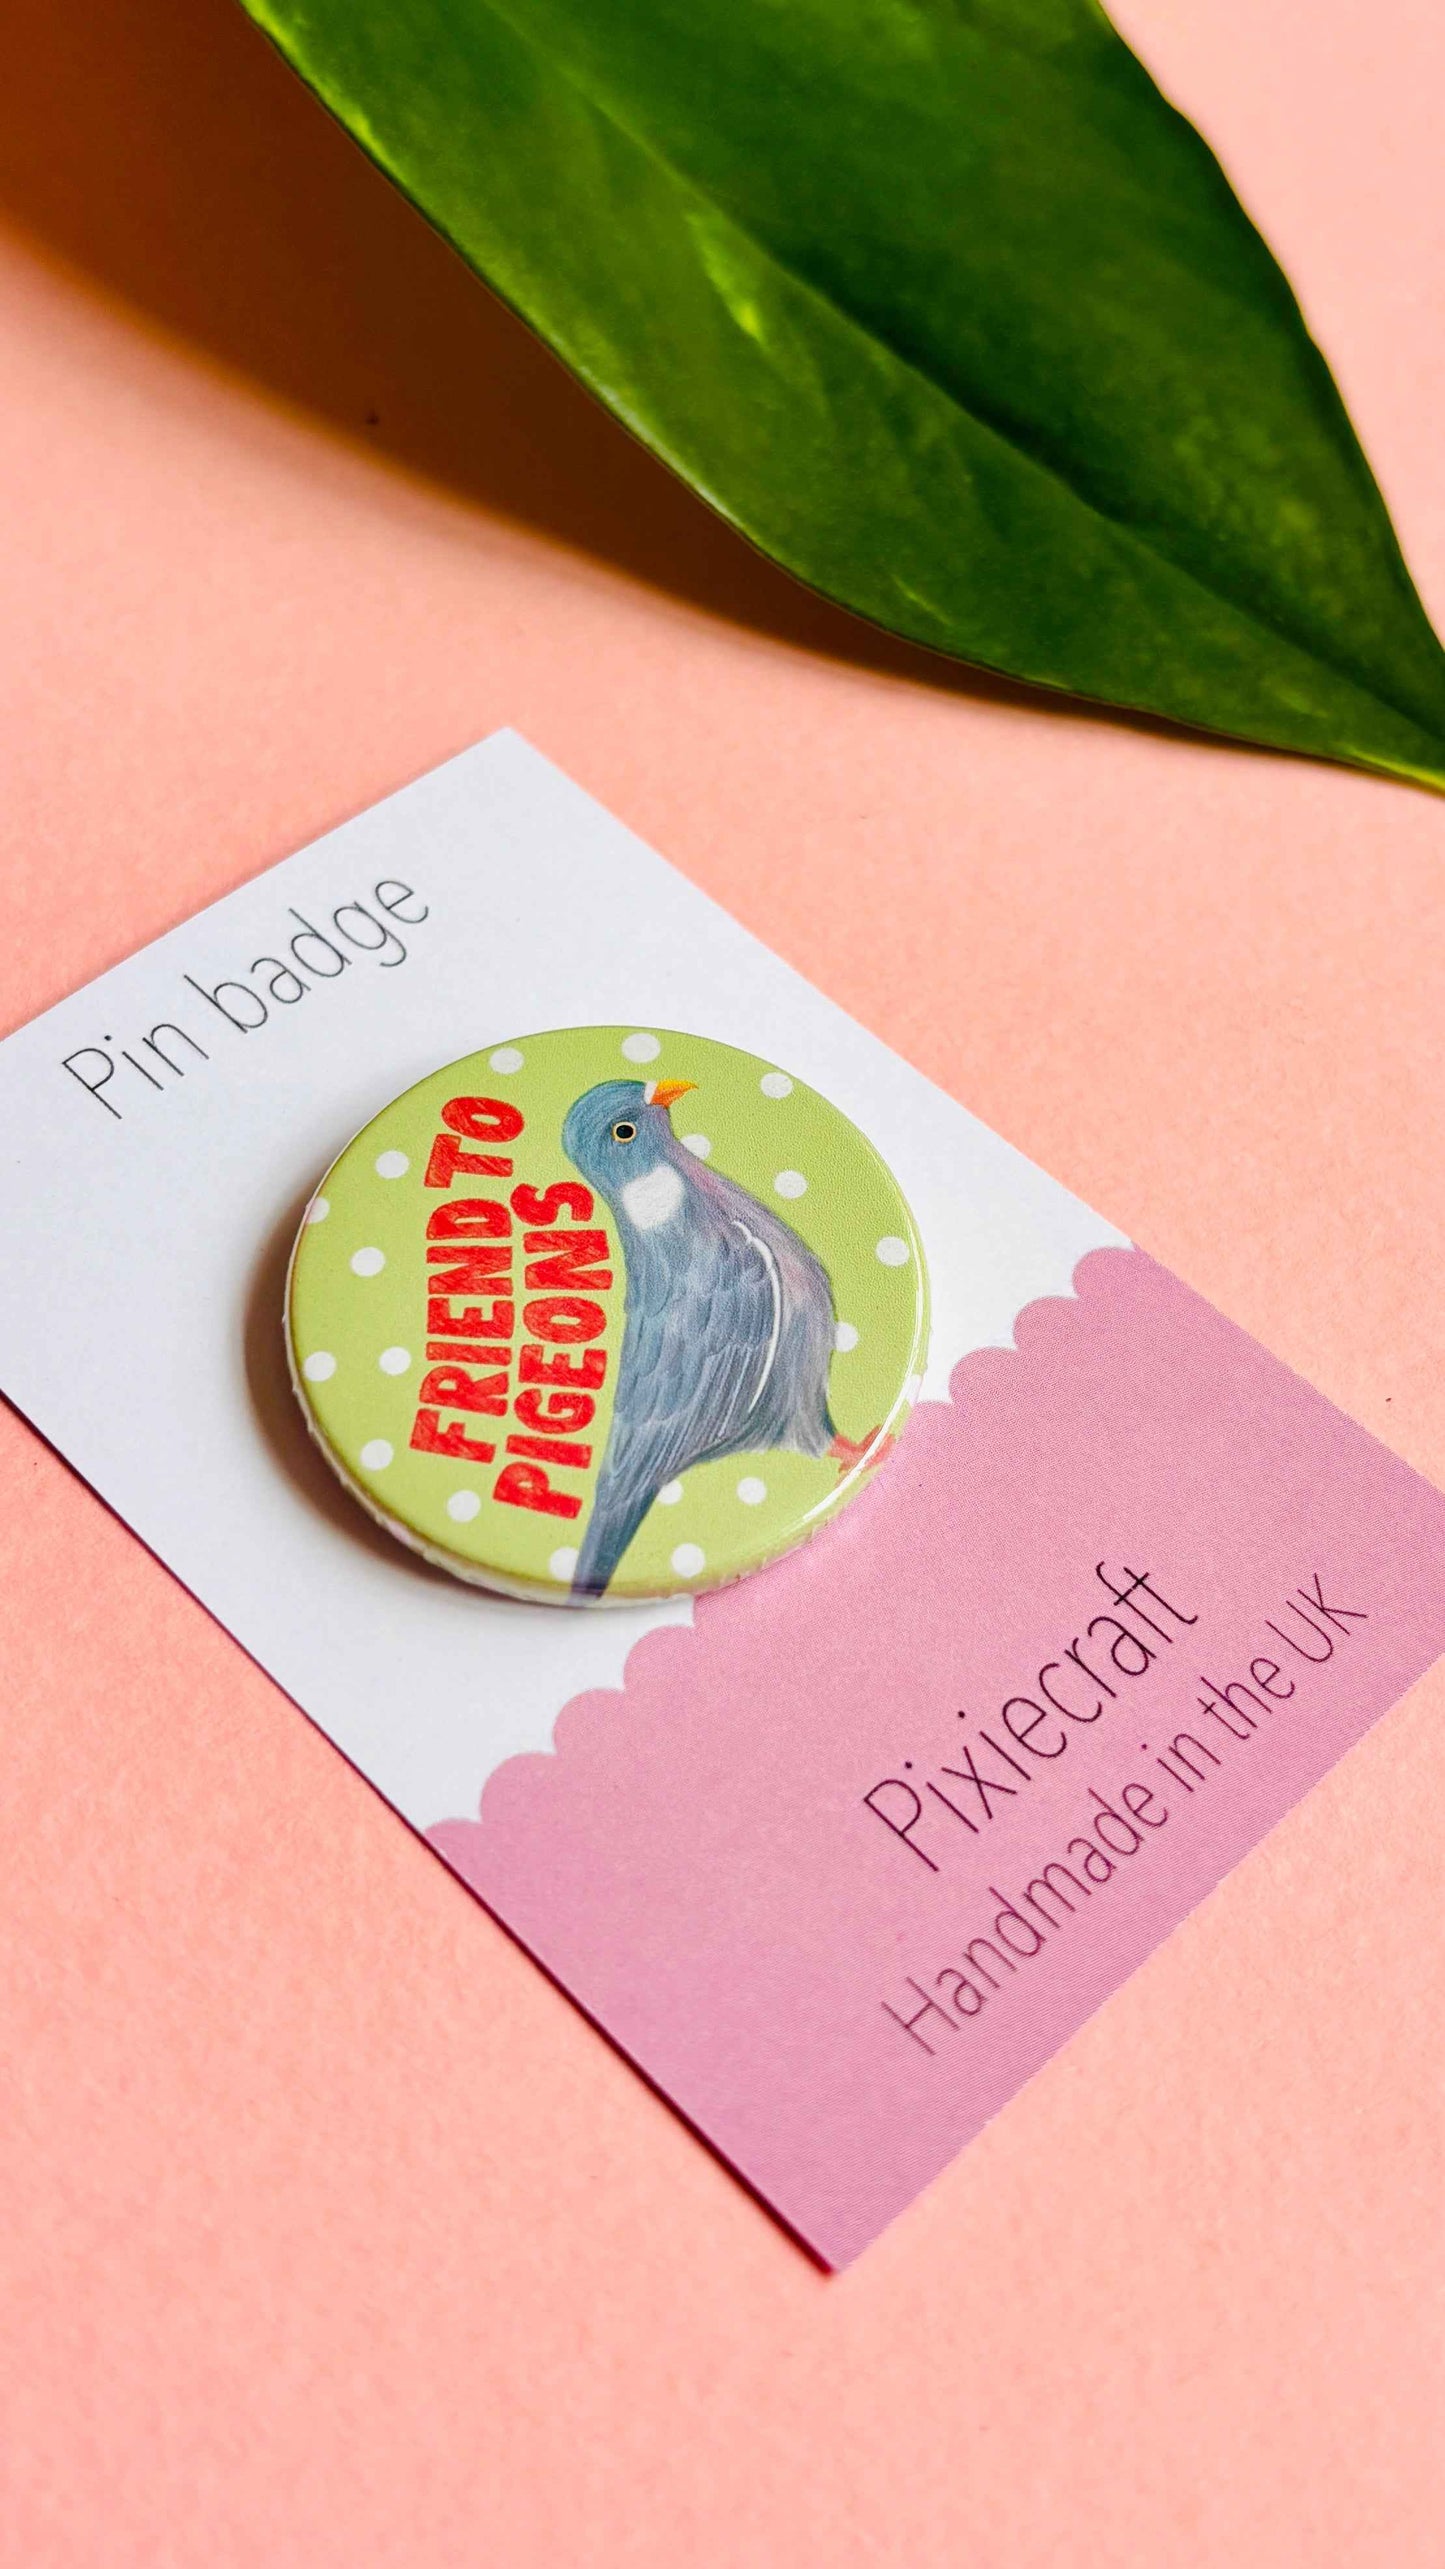 Pin badge
FRIEND TO
PIGEONS
Pixiecraft
Handmade in the UK